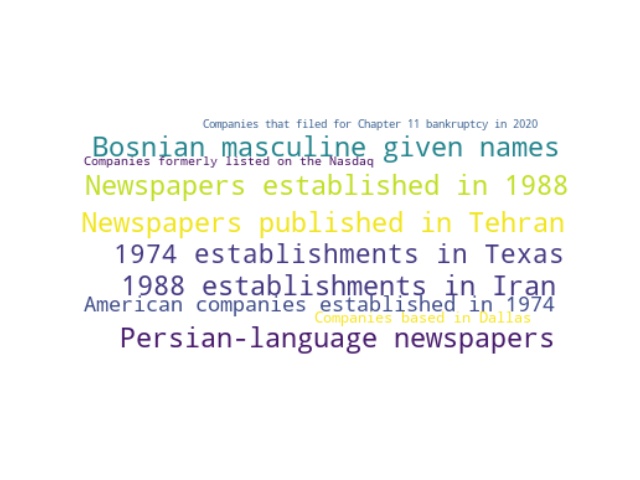 Companies that filed for Chapter 11 bankruptcy in 2020
Bosnian masculine given names
Companies formerly listed on the Nasdaq
Newspapers established in 1988
Newspapers published in Tehran
1974 establishments in Texas
1988 establishments in Iran
American companies established in 1974
Companies based in Dallas
Persian-language newspapers